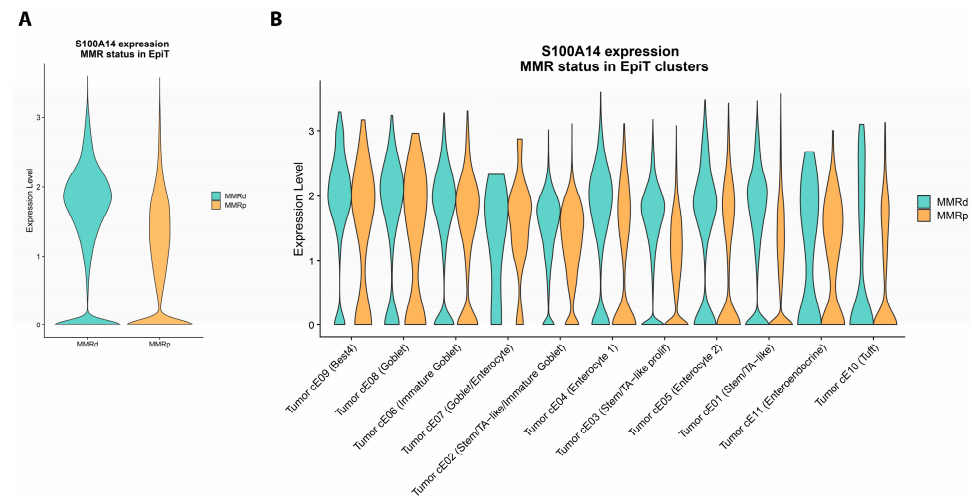 A
S100A14 expression
MMR status in EpiT
Expression Level
3
2
1
0
MMRd
MMRp
MMRd
MMRp
B
S100A14 expression
MMR status in EpiT clusters
Expression Level
3
2
1
0
Tumor cE09 (Best4)
Tumor cE08 (Goblet)
Tumor cE06 (Immature Goblet)
Tumor cE07 (Goblet/Enterocyte)
Tumor cE02 (Stem/TA-like/Immature Goblet)
Tumor cE04 (Enterocyte 1)
Tumor cE03 (Stem/TA-like prolif)
Tumor cE05 (Enterocyte 2)
Tumor cE01 (Stem/TA-like)
Tumor cE11 (Enteroendocrine)
Tumor cE10 (Tuft)
MMRd
MMRp